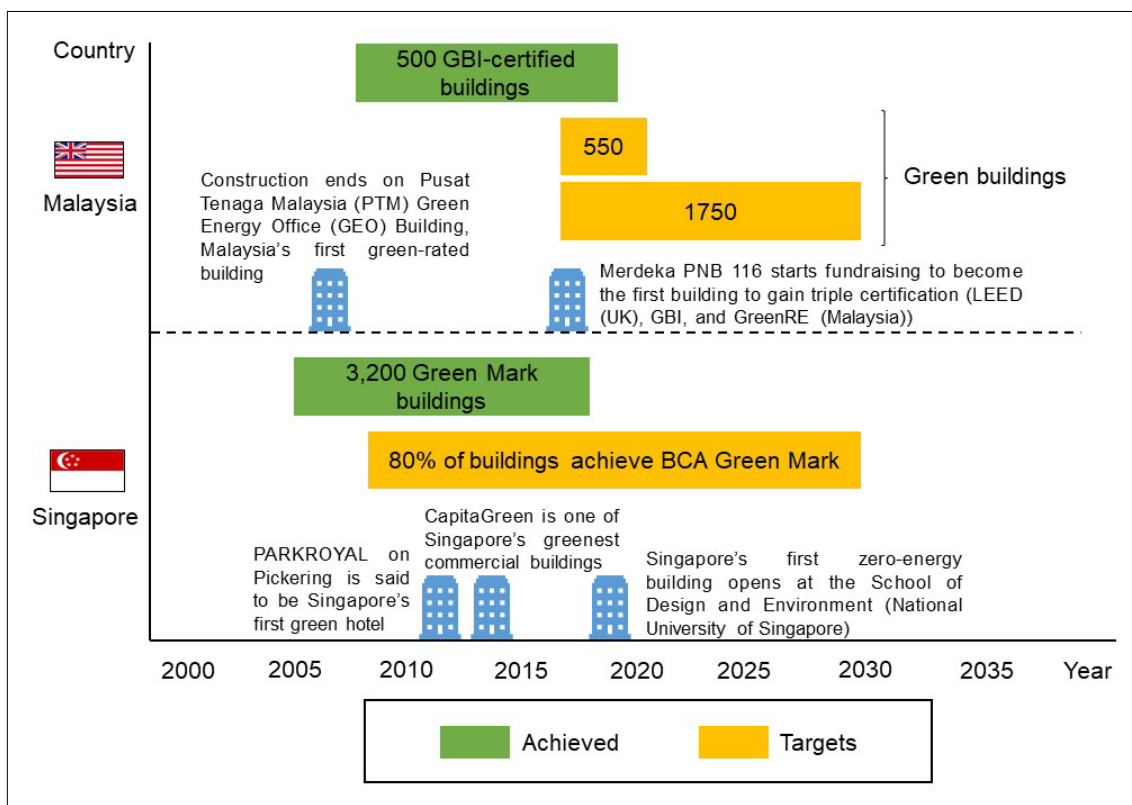 Country
500 GBI-certified
buildings
550
1750
Green buildings
Malaysia
Construction ends on Pusat
Tenaga Malaysia (PTM) Green
Energy Office (GEO) Building,
Malaysia's first green-rated
building
Merdeka PNB 116 starts fundraising to become
the first building to gain triple certification (LEED
(UK), GBI, and GreenRE (Malaysia))
3,200 Green Mark
buildings
80% of buildings achieve BCA Green Mark
Singapore
PARKROYAL on
Pickering is said
to be Singapore's
first green hotel
CapitaGreen is one of
Singapore's greenest
commercial buildings
Singapore's first zero-energy
building opens at the School of
Design and Environment (National
University of Singapore)
2000 2005 2010 2015 2020 2025 2030 2035 Year
Achieved
Targets